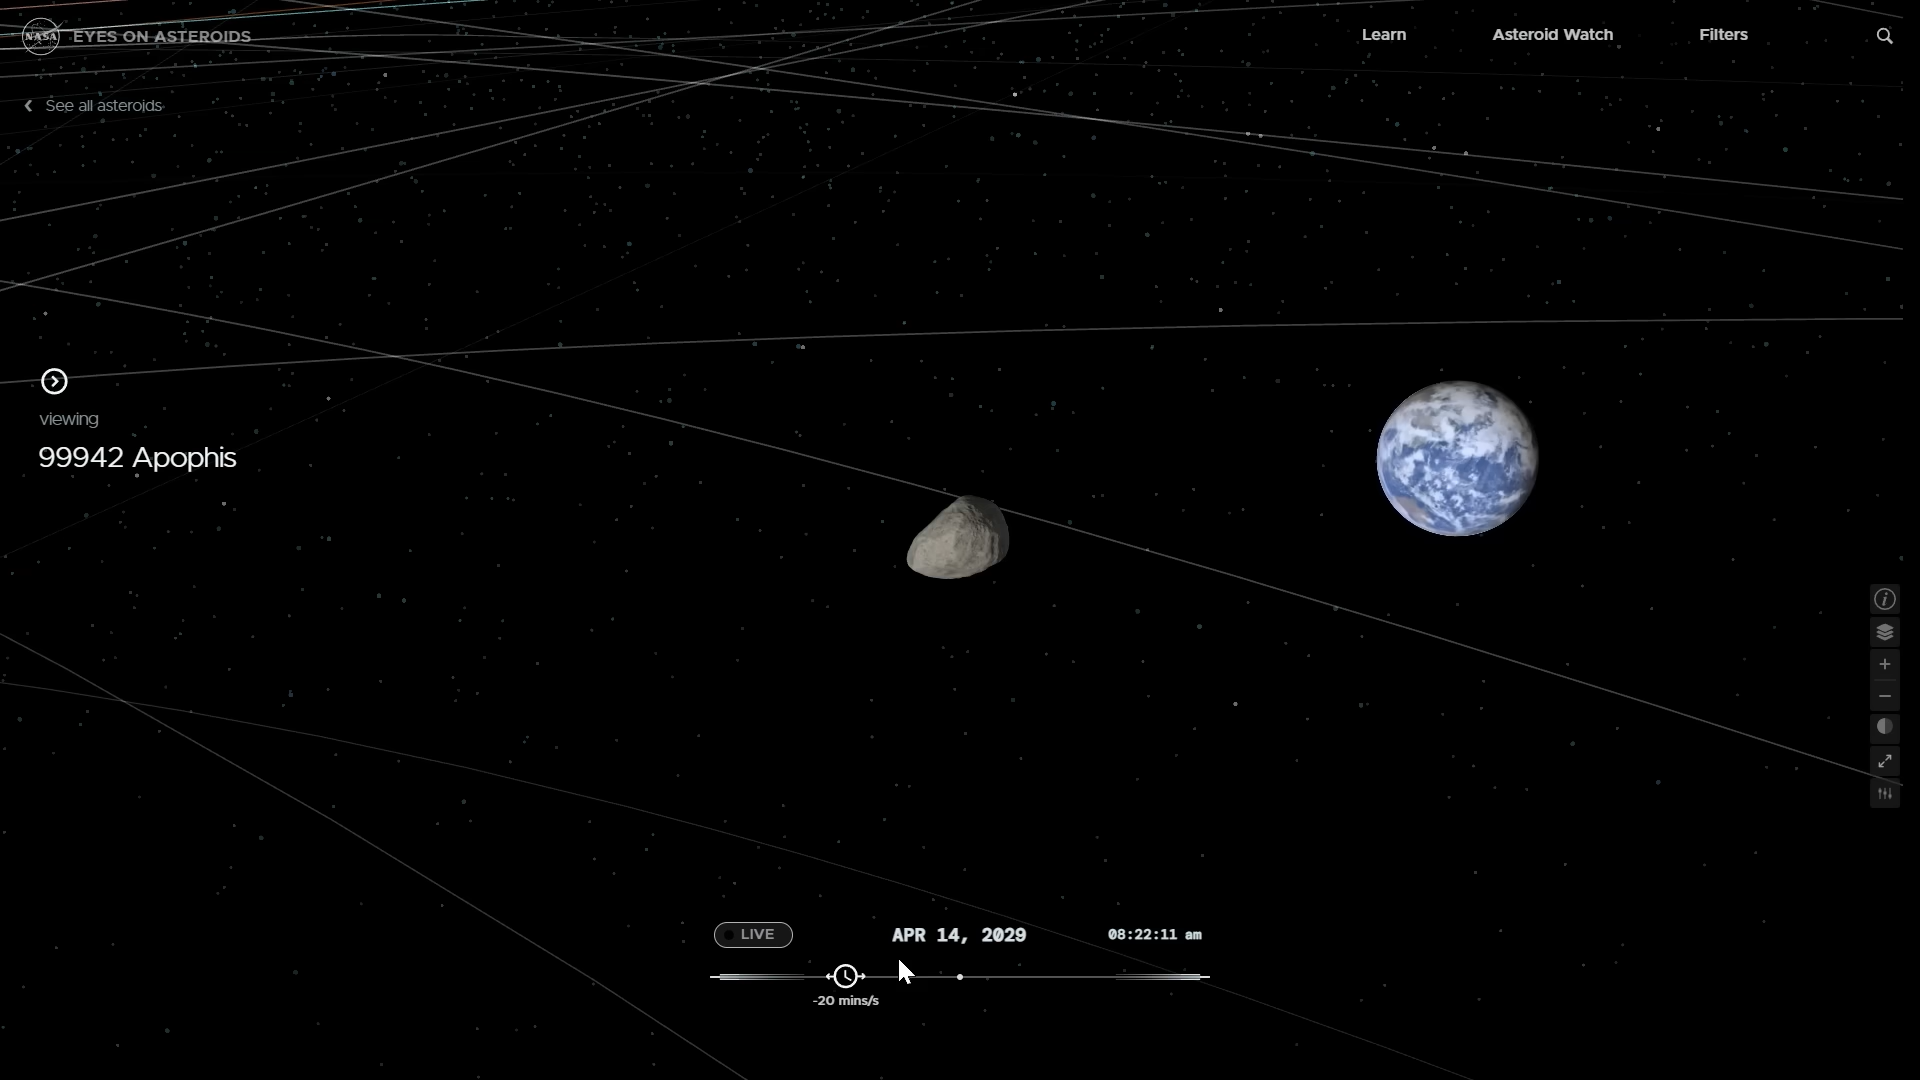 NASA EYES ON ASTEROIDS
Learn
Asteroid Watch
Filters
See all asteroids
viewing
99942 Apophis
LIVE
APR 14, 2029
08:22:11 am
-20 mins/s